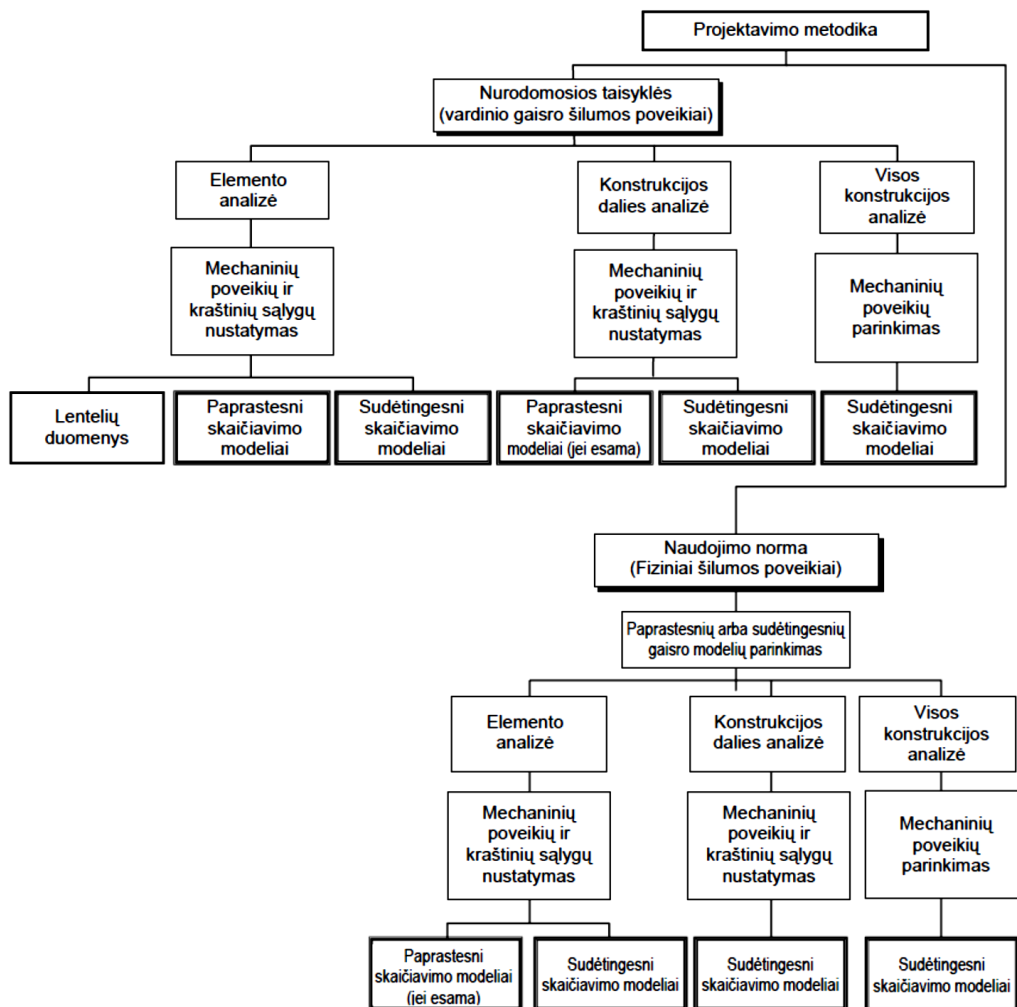 Projektavimo metodika
Nurodomosios taisyklės
(vardinio gaisro šilumos poveikiai)
Elemento
analizė
Konstrukcijos
dalies analizė
Visos
konstrukcijos
analizė
Mechaninių
poveikių ir
kraštinių sąlygų
nustatymas
Mechaninių
poveikių ir
kraštinių sąlygų
nustatymas
Mechaninių
poveikių
parinkimas
Lentelių
duomenys
Paprastesni
skaičiavimo
modeliai
Sudėtingesni
skaičiavimo
modeliai
Paprastesni
skaičiavimo
modeliai (jei esama)
Sudėtingesni
skaičiavimo
modeliai
Sudėtingesni
skaičiavimo
modeliai
Naudojimo norma
(Fiziniai šilumos poveikiai)
Paprastesnių arba sudėtingesnių
gaisro modelių parinkimas
Elemento
analizė
Konstrukcijos
dalies analizė
Visos
konstrukcijos
analizė
Mechaninių
poveikių ir
kraštinių sąlygų
nustatymas
Mechaninių
poveikių ir
kraštinių sąlygų
nustatymas
Mechaninių
poveikių
parinkimas
Paprastesni
skaičiavimo modeliai
(jei esama)
Sudėtingesni
skaičiavimo modeliai
Sudėtingesni
skaičiavimo modeliai
Sudėtingesni
skaičiavimo modeliai